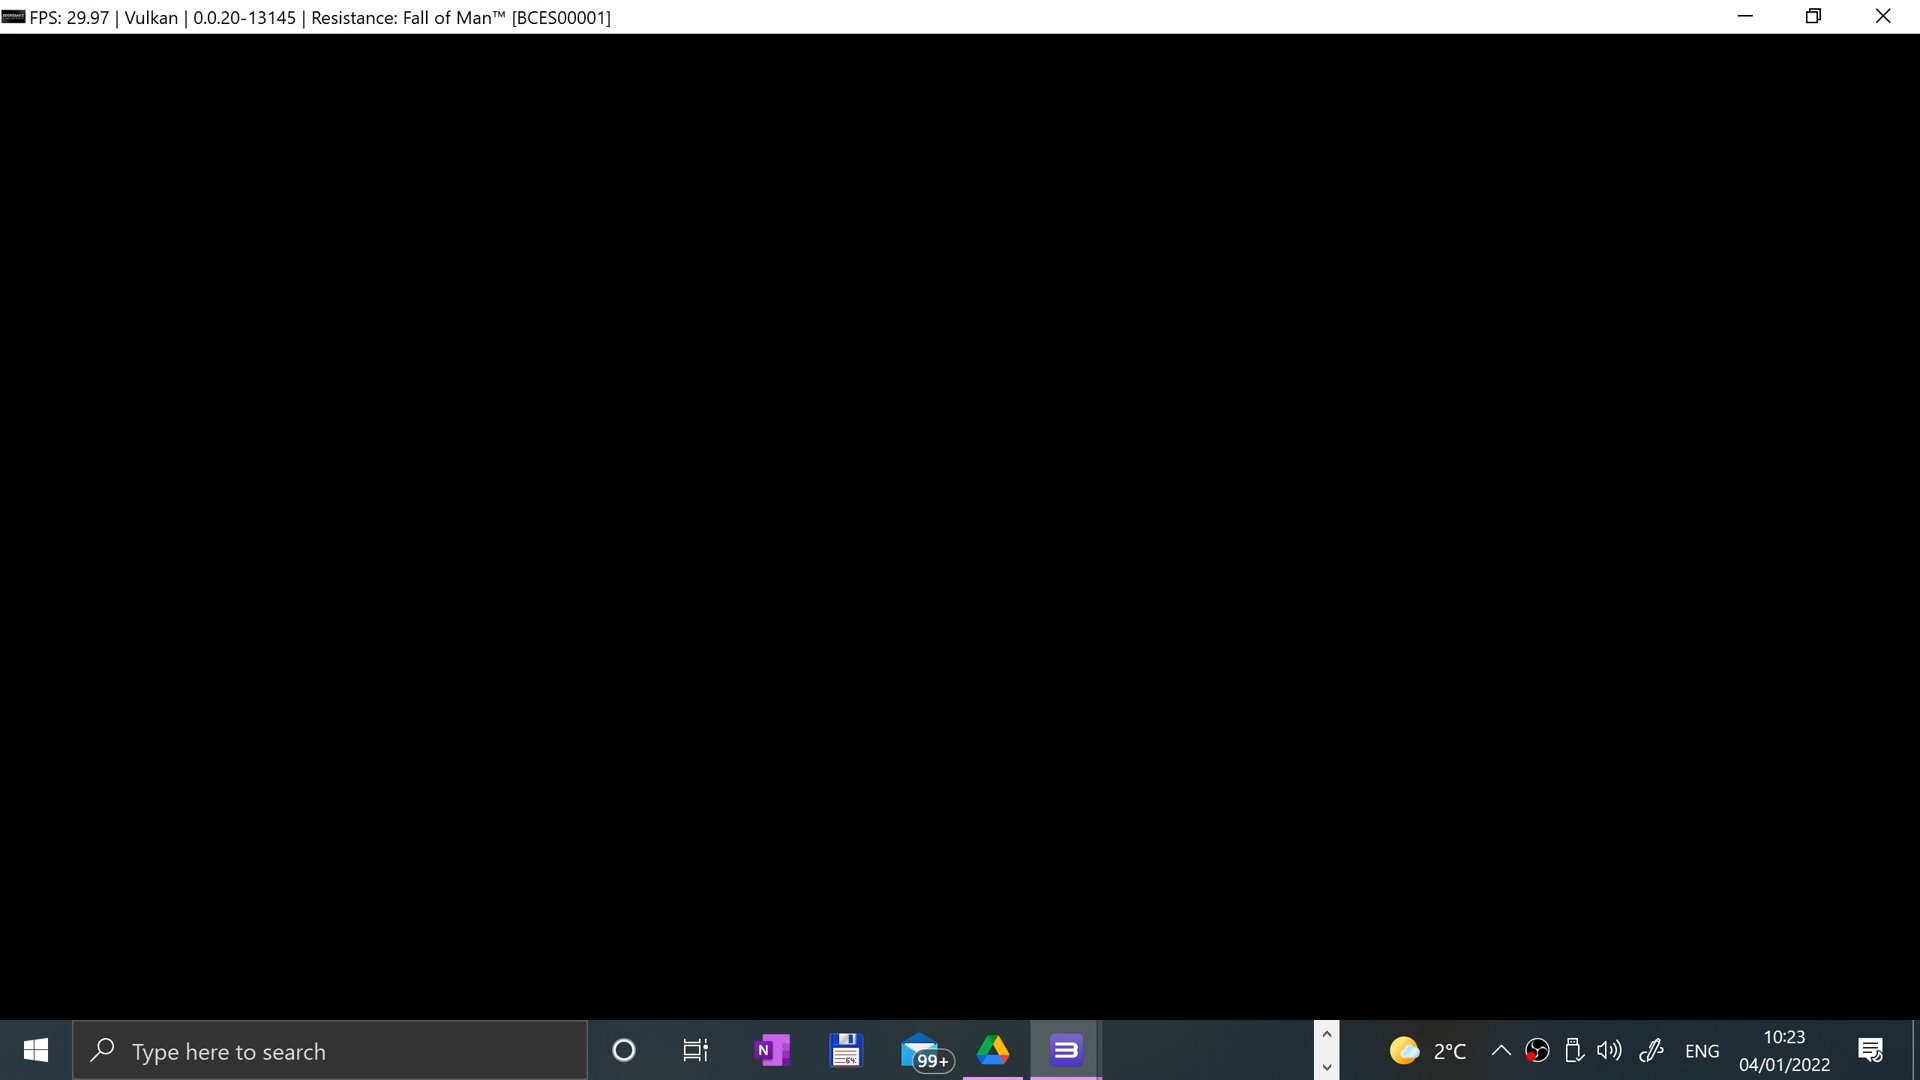 FPS: 29.97 | Vulkan | 0.0.20-13145 | Resistance: Fall of Man™ [BCES00001]
Type here to search
N
64
99+
2°C
ENG
10:23
04/01/2022